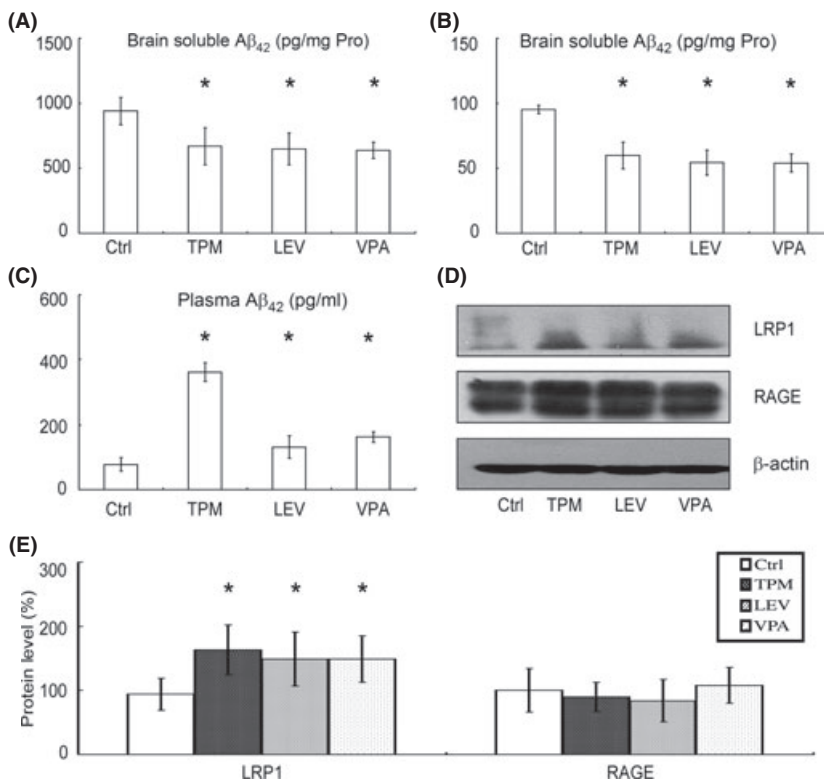 (A)
Brain soluble Aβ₄₂ (pg/mg Pro)
1500
1000
500
0
*
*
*
Ctrl TPM LEV VPA
(B)
Brain soluble Aβ₄₂ (pg/mg Pro)
150
100
50
0
*
*
*
Ctrl TPM LEV VPA
(C)
Plasma Aβ₄₂ (pg/ml)
600
400
200
0
*
*
*
Ctrl TPM LEV VPA
(D)
LRP1
RAGE
β-actin
Ctrl TPM LEV VPA
(E)
Protein level (%)
300
200
100
0
*
*
*
LRP1 RAGE
Ctrl
TPM
LEV
VPA